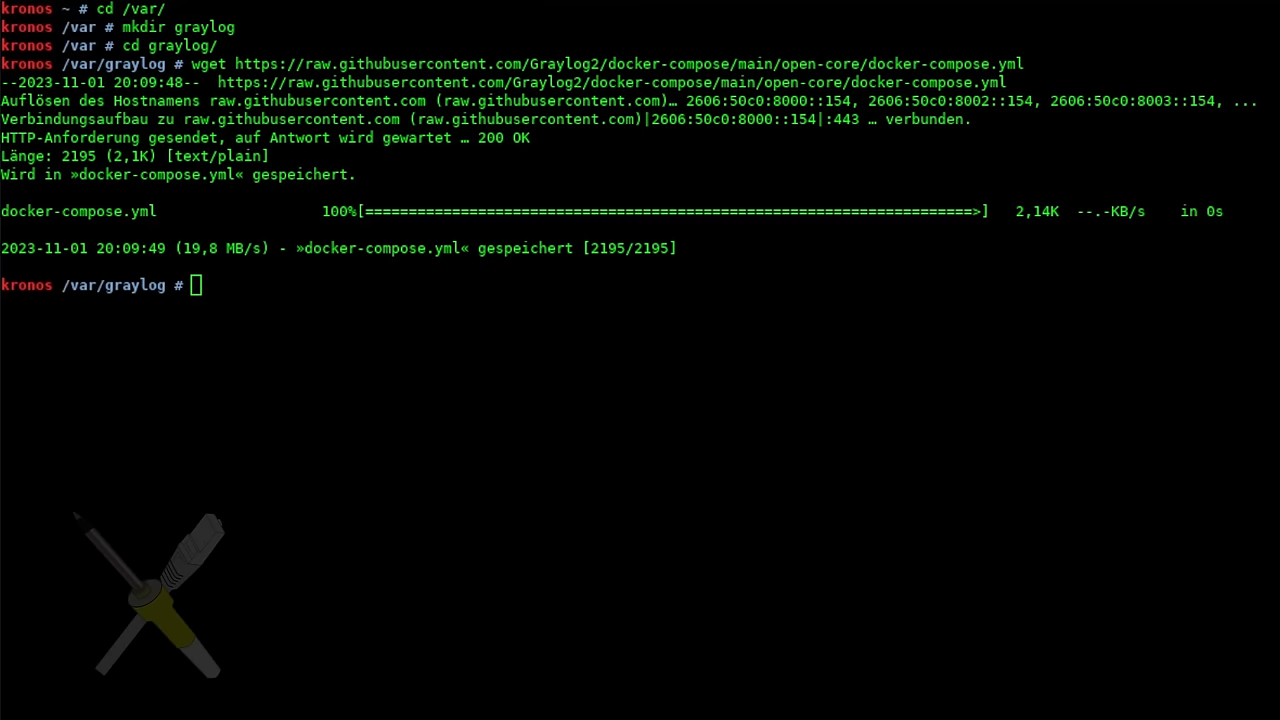 kronos ~ # cd /var/
kronos /var # mkdir graylog
kronos /var # cd graylog/
kronos /var/graylog # wget https://raw.githubusercontent.com/Graylog2/docker-compose/main/open-core/docker-compose.yml
--2023-11-01 20:09:48--  https://raw.githubusercontent.com/Graylog2/docker-compose/main/open-core/docker-compose.yml
Auflösen des Hostnamens raw.githubusercontent.com (raw.githubusercontent.com)… 2606:50c0:8000::154, 2606:50c0:8002::154, 2606:50c0:8003::154, ...
Verbindungsaufbau zu raw.githubusercontent.com (raw.githubusercontent.com)|2606:50c0:8000::154|:443 … verbunden.
HTTP-Anforderung gesendet, auf Antwort wird gewartet … 200 OK
Länge: 2195 (2,1K) [text/plain]
Wird in »docker-compose.yml« gespeichert.
docker-compose.yml                   100%[======================================================================>]   2,14K  --.-KB/s    in 0s
2023-11-01 20:09:49 (19,8 MB/s) - »docker-compose.yml« gespeichert [2195/2195]
kronos /var/graylog #